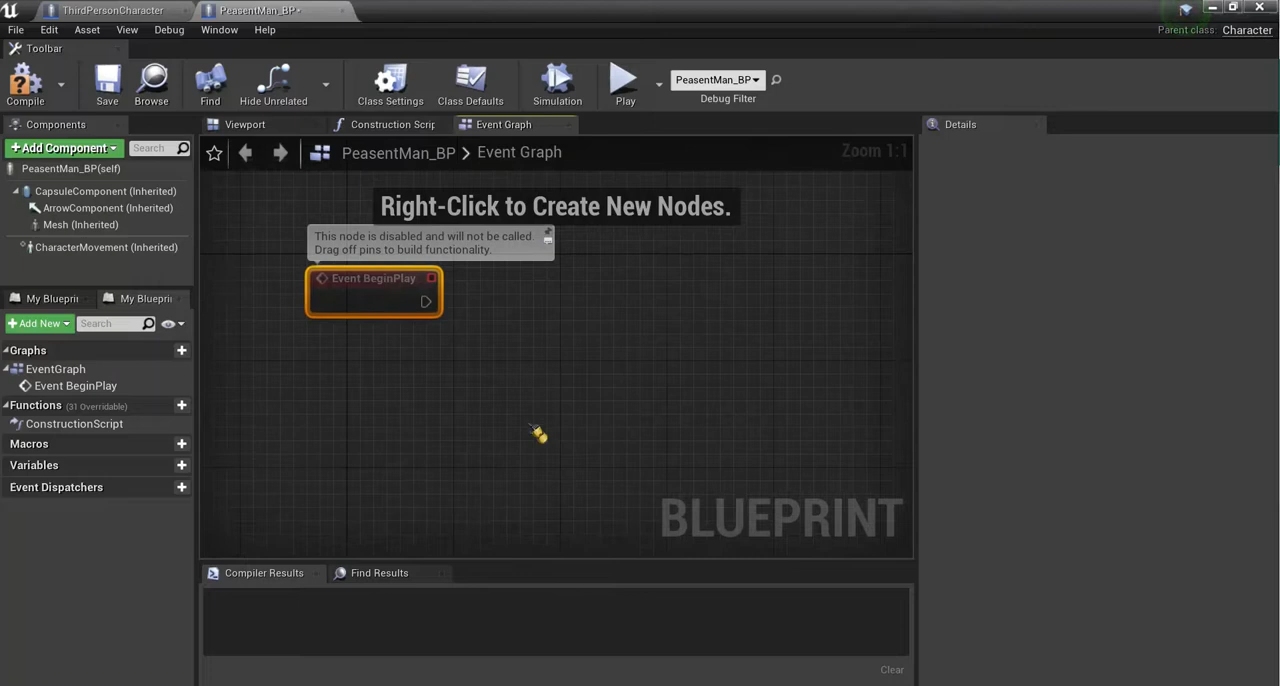 ThirdPersonCharacter
PeasentMan_BP*
File Edit Asset View Debug Window Help
Parent class: Character
Toolbar
Compile
Save
Browse
Find
Hide Unrelated
Class Settings
Class Defaults
Simulation
Play
PeasentMan_BP
Debug Filter
Components
+Add Component
Search
PeasentMan_BP(self)
CapsuleComponent (Inherited)
ArrowComponent (Inherited)
Mesh (Inherited)
CharacterMovement (Inherited)
My Blueprin
My Blueprin
+Add New
Search
Graphs
EventGraph
Event BeginPlay
Functions (31 Overridable)
ConstructionScript
Macros
Variables
Event Dispatchers
Viewport
Construction Scrip
Event Graph
PeasentMan_BP > Event Graph
Zoom 1:1
Right-Click to Create New Nodes.
This node is disabled and will not be called.
Drag off pins to build functionality.
Event BeginPlay
BLUEPRINT
Compiler Results
Find Results
Clear
Details